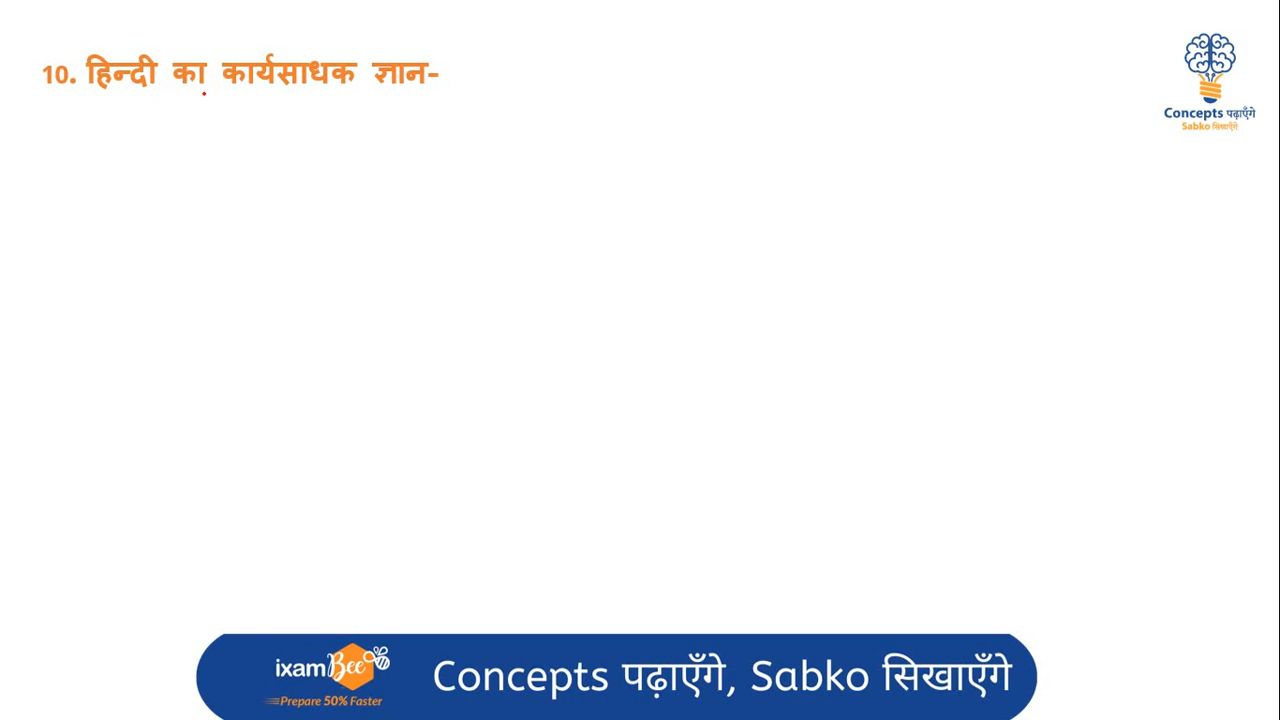 10. हिन्दी का कार्यसाधक ज्ञान-
Concepts पढ़ाएँगे
Sabko सिखाएँगे
ixamBee
Prepare 50% Faster
Concepts पढ़ाएँगे, Sabko सिखाएँगे